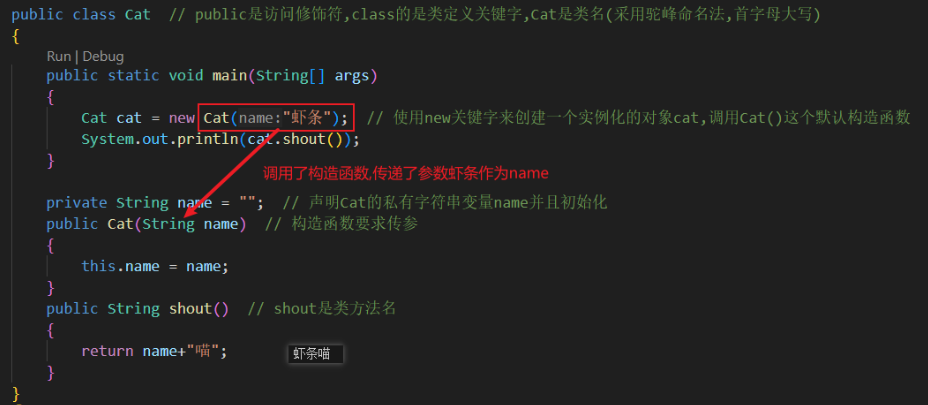 public class Cat  // public是访问修饰符,class的是类定义关键字,Cat是类名(采用驼峰命名法,首字母大写)
{
Run | Debug
public static void main(String[] args)
{
Cat cat = new Cat(name:"虾条");  // 使用new关键字来创建一个实例化的对象cat,调用Cat()这个默认构造函数
System.out.println(cat.shout());
}
调用了构造函数,传递了参数虾条作为name
private String name = "";  // 声明Cat的私有字符串变量name并且初始化
public Cat(String name)  // 构造函数要求传参
{
this.name = name;
}
public String shout()  // shout是类方法名
{
return name+"喵";
虾条喵
}
}